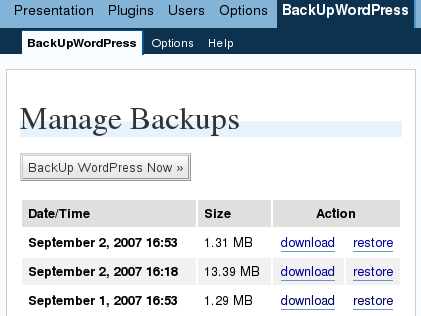 Presentation Plugins Users Options BackUpWordPress
BackUpWordPress Options Help
Manage Backups
BackUp WordPress Now »
Date/Time Size Action
September 2, 2007 16:53 1.31 MB download restore
September 2, 2007 16:18 13.39 MB download restore
September 1, 2007 16:53 1.29 MB download restore